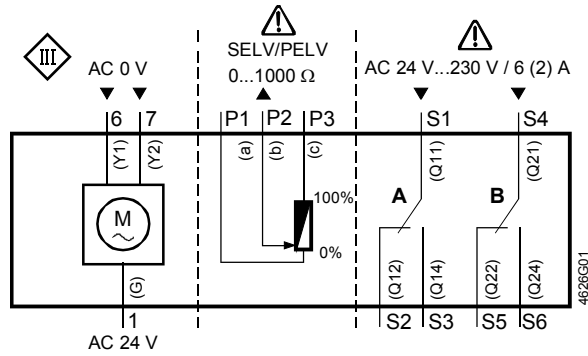 III
AC 0 V
SELV/PELV
0...1000 Ω
AC 24 V...230 V / 6 (2) A
6 7 P1 P2 P3 S1 S4
(Y1) (Y2) (a) (b) (c) (Q11) (Q21)
M
100%
0%
A B
(G) (Q12) (Q14) (Q22) (Q24)
1 S2 S3 S5 S6
AC 24 V
4626G01